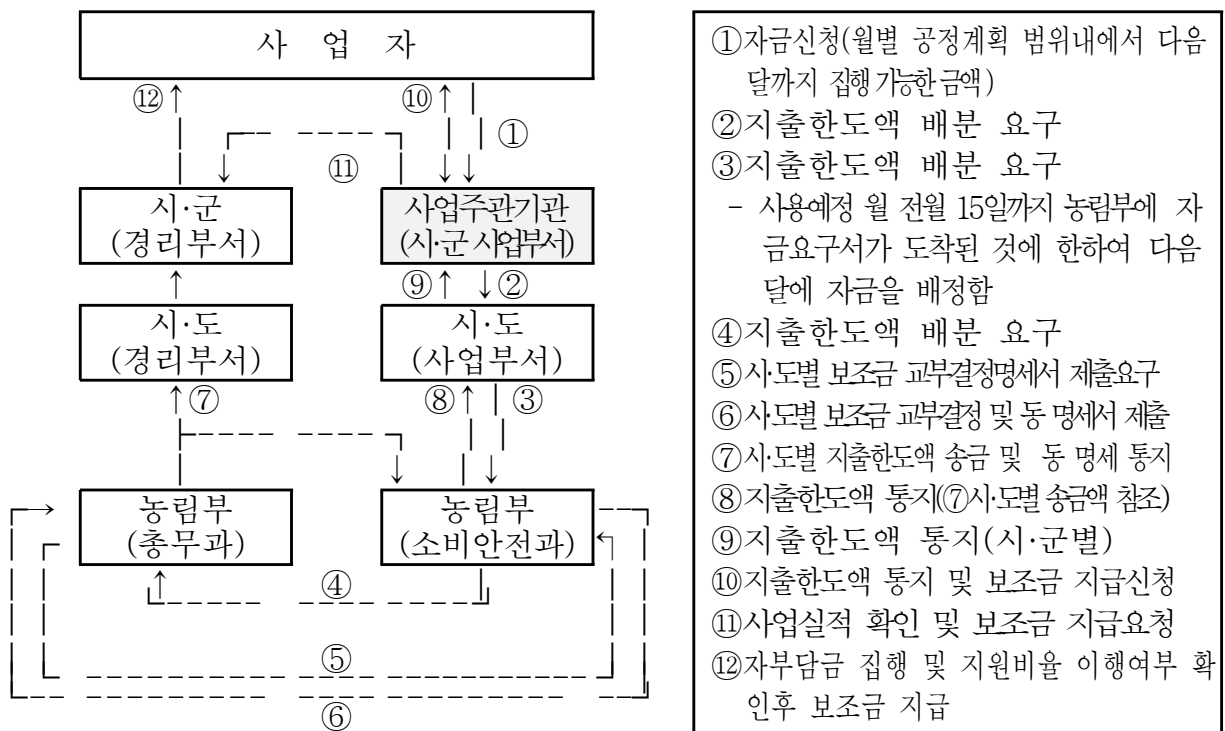 사 업 자
⑫
⑩
①
⑪
시·군
(경리부서)
사업주관기관
(시·군 사업부서)
⑨
②
시·도
(경리부서)
시·도
(사업부서)
⑦
⑧
③
농림부
(총무과)
농림부
(소비안전과)
④
⑤
⑥
①자금신청(월별 공정계획 범위내에서 다음
달까지 집행 가능한 금액)
②지출한도액 배분 요구
③지출한도액 배분 요구
- 사용예정 월 전월 15일까지 농림부에 자
금요구서가 도착된 것에 한하여 다음
달에 자금을 배정함
④지출한도액 배분 요구
⑤시·도별 보조금 교부결정명세서 제출요구
⑥시·도별 보조금 교부결정 및 동 명세서 제출
⑦시·도별 지출한도액 송금 및 동 명세 통지
⑧지출한도액 통지(⑦시·도별 송금액 참조)
⑨지출한도액 통지(시·군별)
⑩지출한도액 통지 및 보조금 지급신청
⑪사업실적 확인 및 보조금 지급요청
⑫자부담금 집행 및 지원비율 이행여부 확
인후 보조금 지급